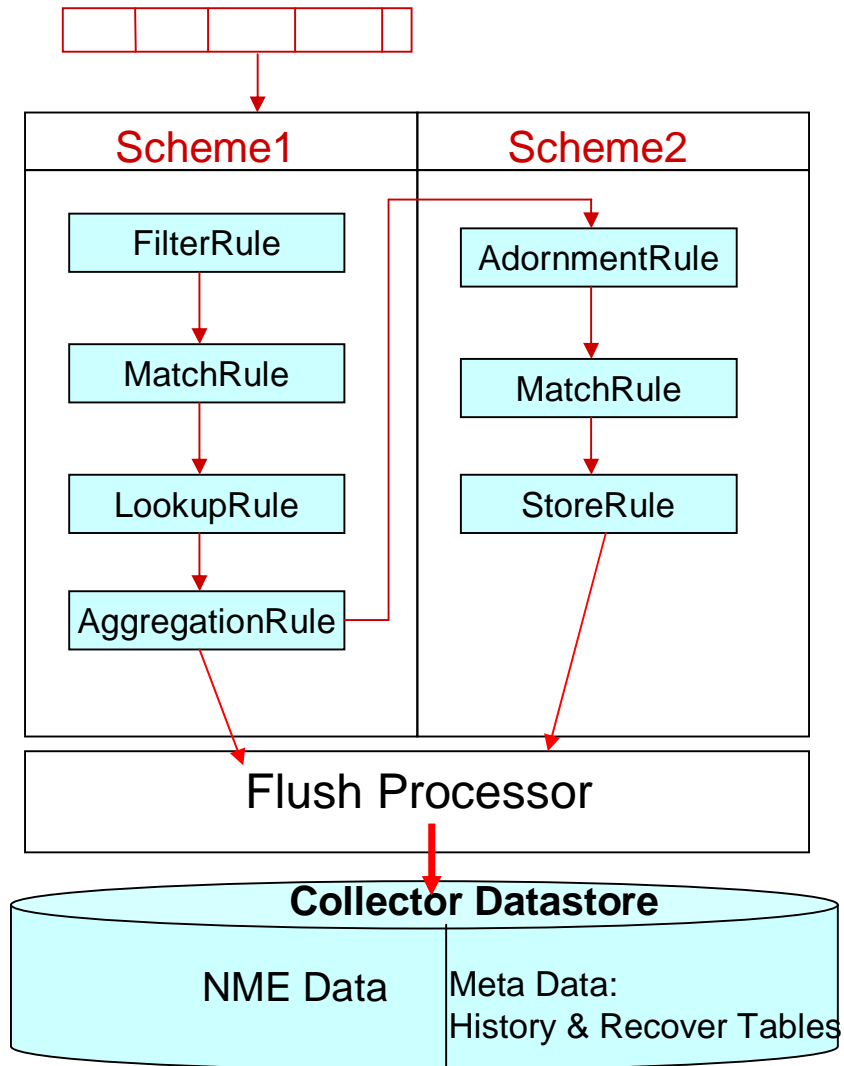 Scheme1
Scheme2
FilterRule
MatchRule
LookupRule
AggregationRule
AdornmentRule
MatchRule
StoreRule
Flush Processor
Collector Datastore
NME Data
Meta Data:
History & Recover Tables